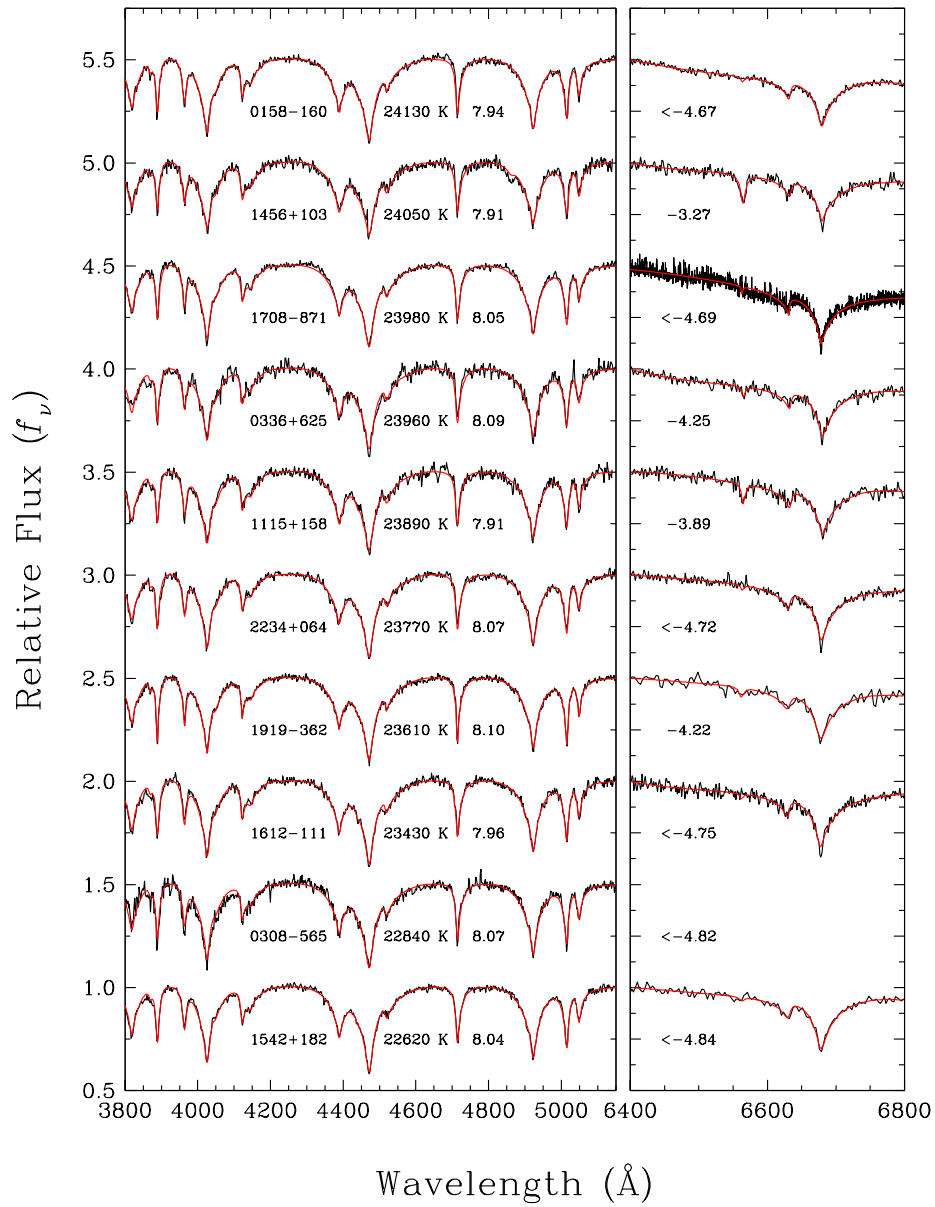 5.5
0158−160 24130 K 7.94 <−4.67
5.0
1456+103 24050 K 7.91 −3.27
4.5
1708−871 23980 K 8.05 <−4.69
4.0
0336+625 23960 K 8.09 −4.25
3.5
1115+158 23890 K 7.91 −3.89
3.0
2234+064 23770 K 8.07 <−4.72
2.5
1919−362 23610 K 8.10 −4.22
2.0
1612−111 23430 K 7.96 <−4.75
1.5
0308−565 22840 K 8.07 <−4.82
1.0
1542+182 22620 K 8.04 <−4.84
0.5
Relative Flux (fν)
3800 4000 4200 4400 4600 4800 5000 6400 6600 6800
Wavelength (Å)